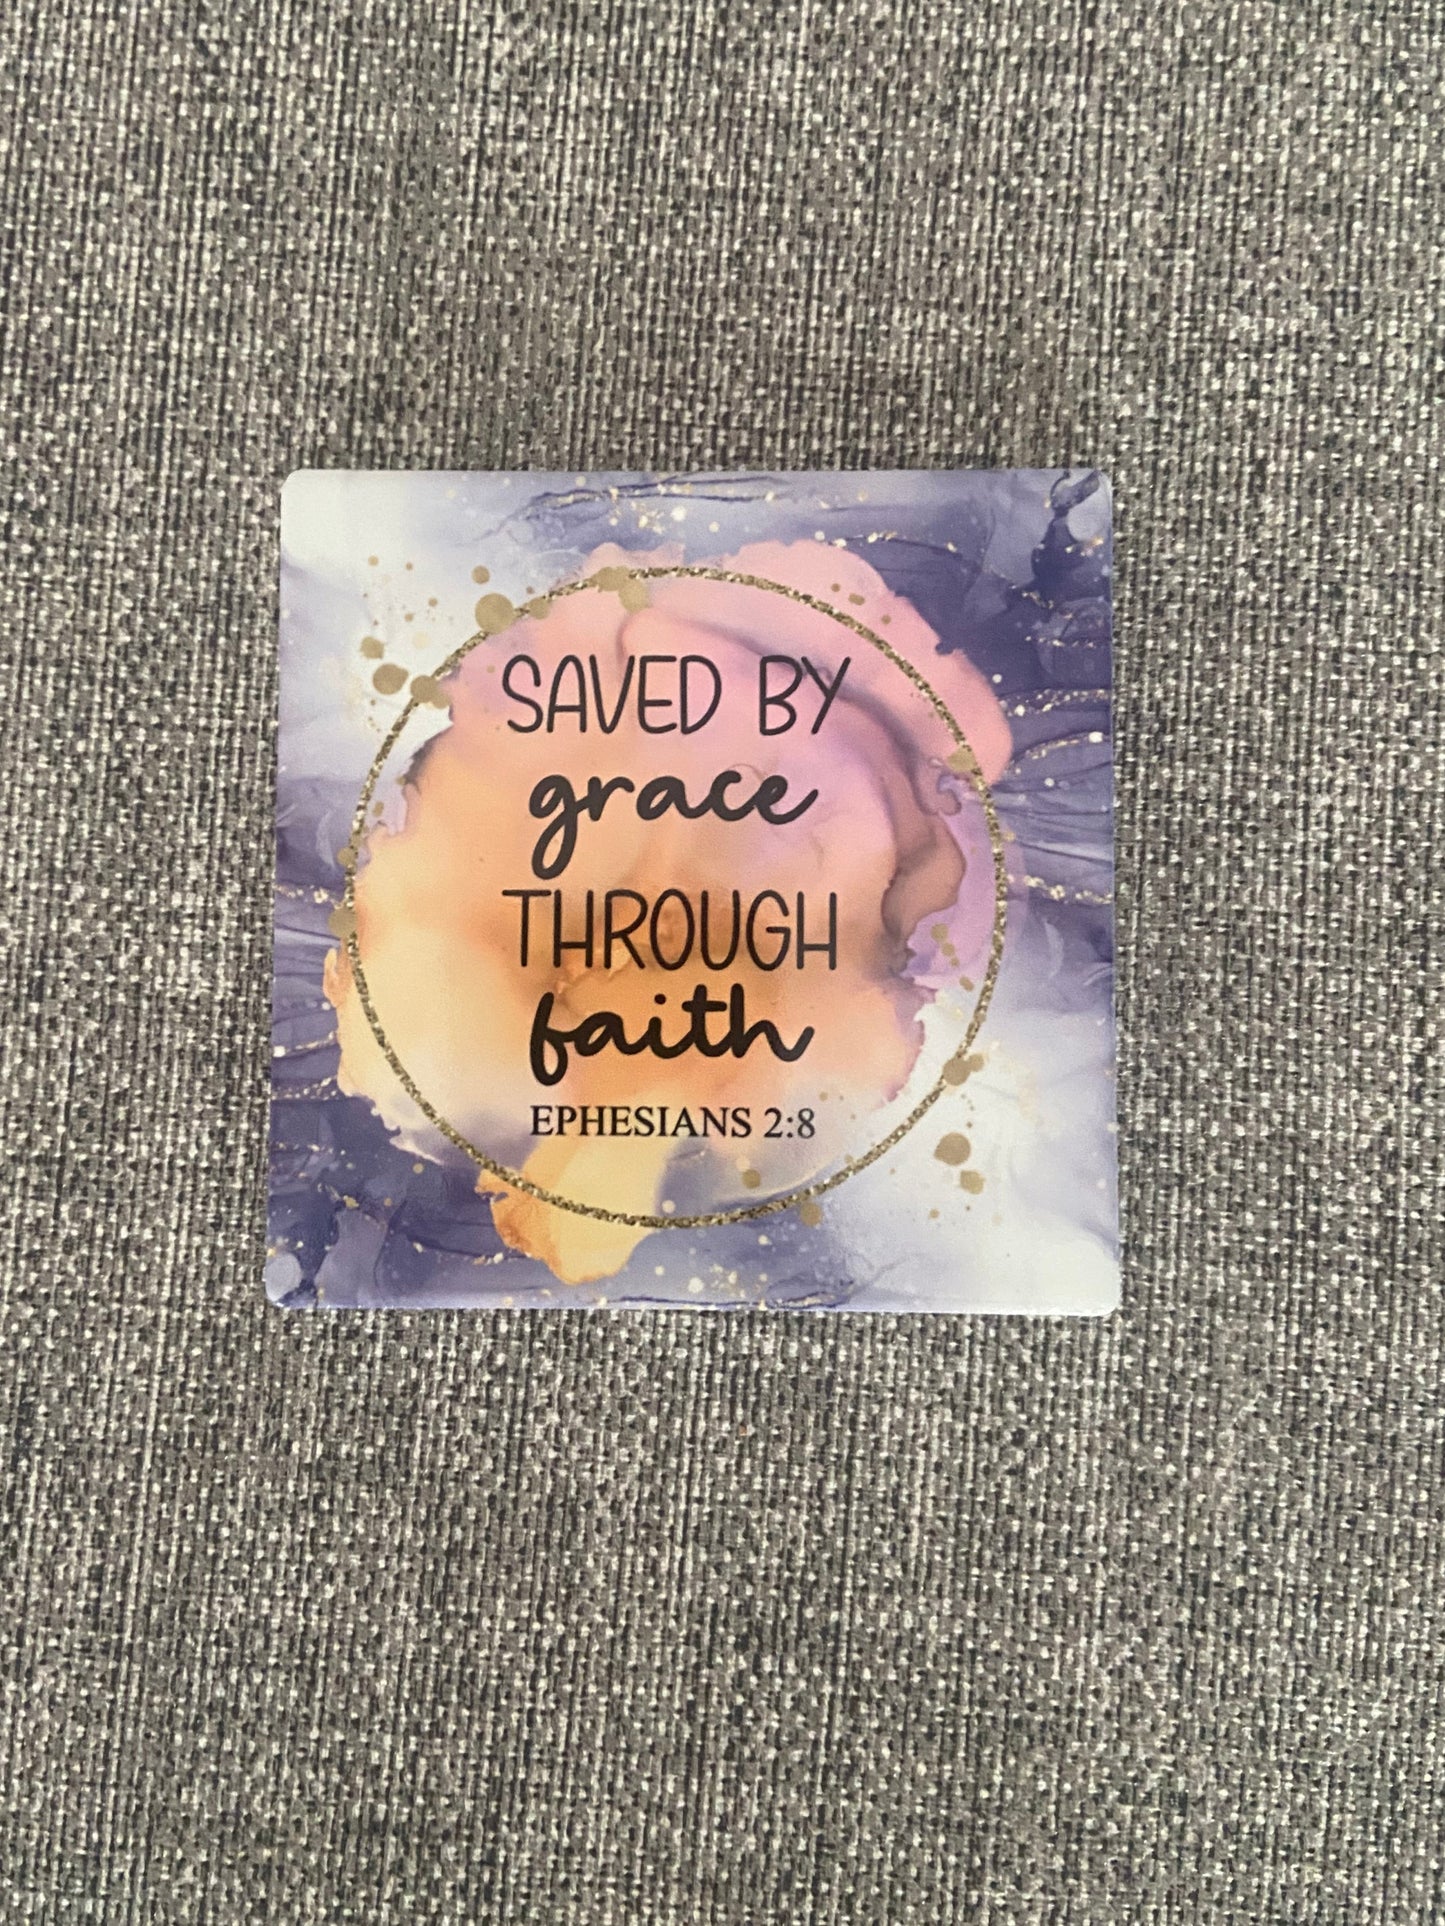 SAVED BY
grace
THROUGH
faith
EPHESIANS 2:8